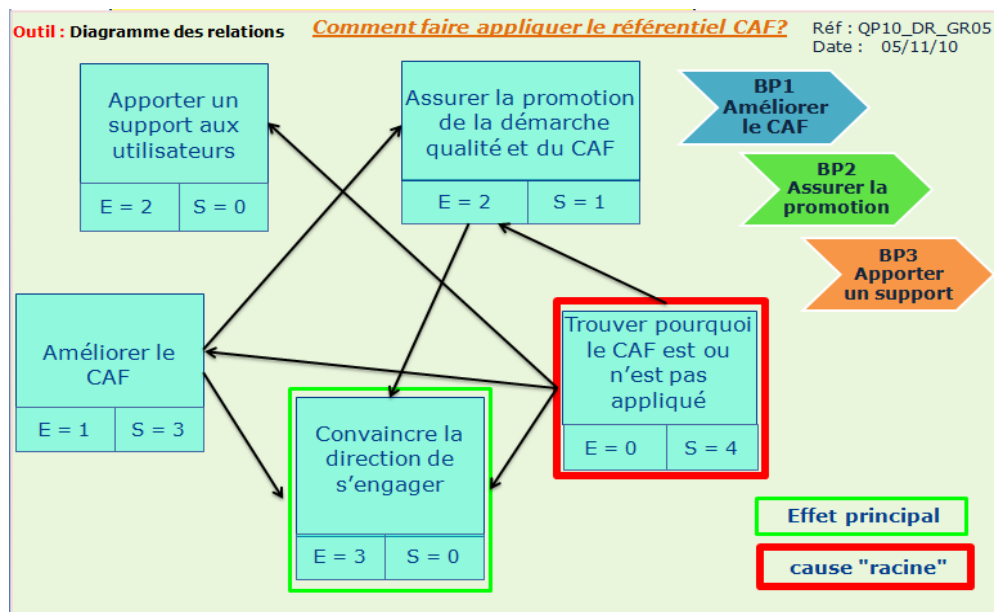 Outil : Diagramme des relations
Comment faire appliquer le référentiel CAF?
Réf : QP10_DR_GR05
Date : 05/11/10
Apporter un
support aux
utilisateurs
E = 2 S = 0
Assurer la promotion
de la démarche
qualité et du CAF
E = 2 S = 1
BP1
Améliorer
le CAF
BP2
Assurer la
promotion
BP3
Apporter
un support
Améliorer le
CAF
E = 1 S = 3
Convaincre la
direction de
s'engager
E = 3 S = 0
Trouver pourquoi
le CAF est ou
n'est pas
appliqué
E = 0 S = 4
Effet principal
cause "racine"